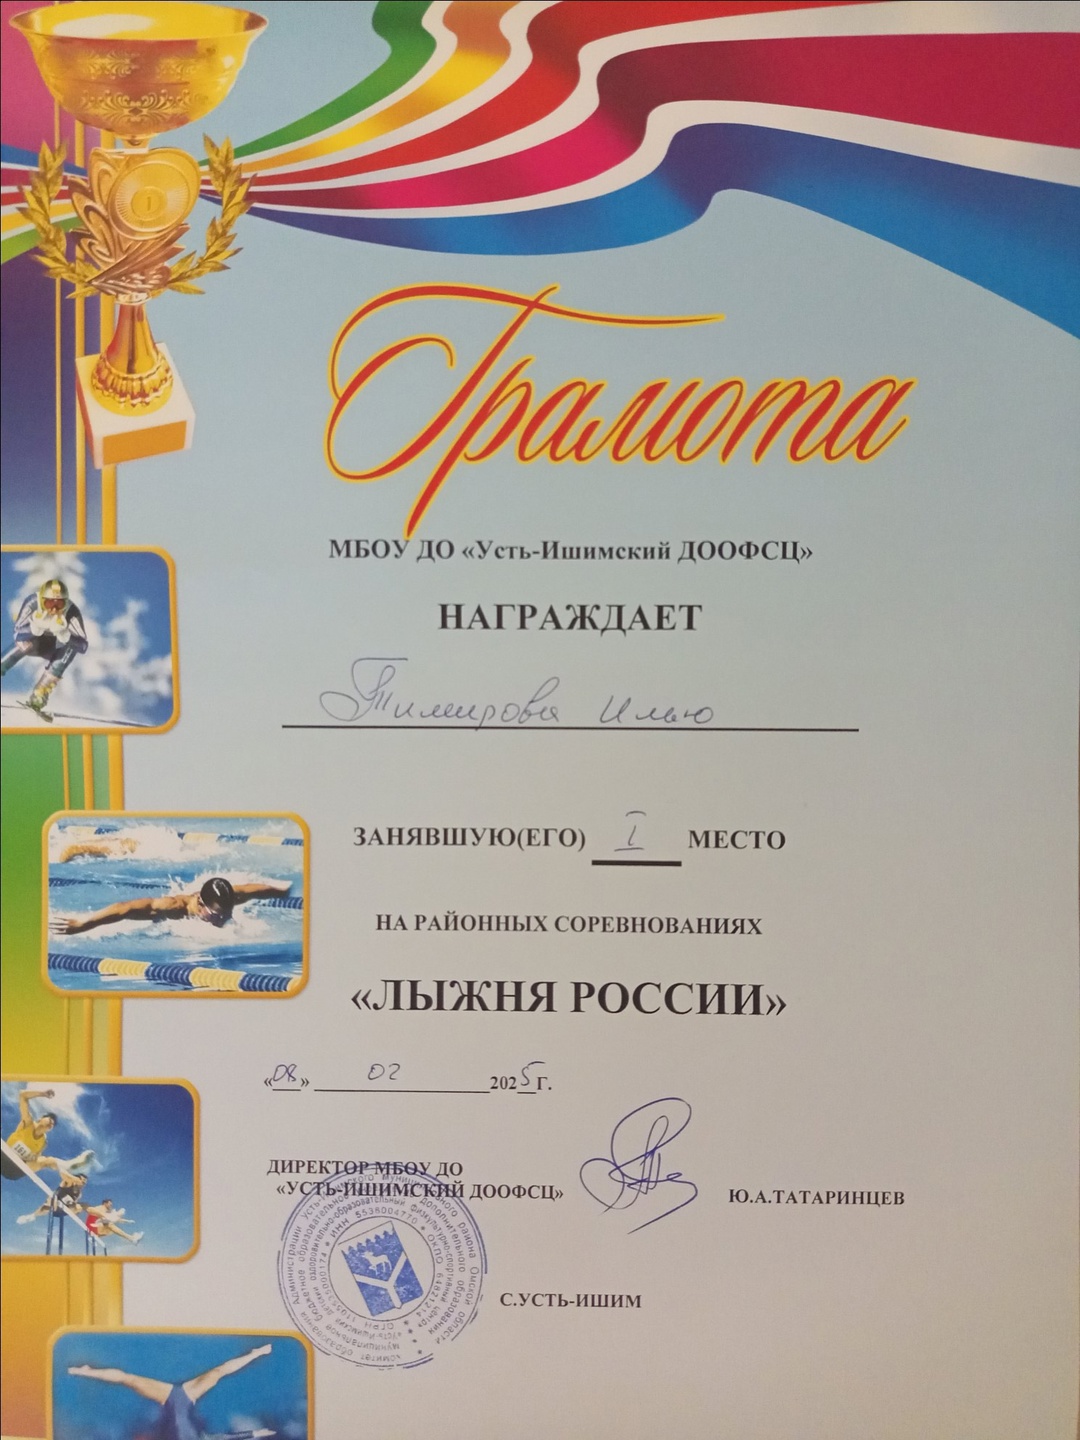 Грамота
МБОУ ДО «Усть-Ишимский ДООФСЦ»
НАГРАЖДАЕТ
Тимирова Илью
ЗАНЯВШУЮ(ЕГО) I МЕСТО
НА РАЙОННЫХ СОРЕВНОВАНИЯХ
«ЛЫЖНЯ РОССИИ»
«08» 02 2025 Г.
ДИРЕКТОР МБОУ ДО
«УСТЬ-ИШИМСКИЙ ДООФСЦ»
Ю.А.ТАТАРИНЦЕВ
С.УСТЬ-ИШИМ